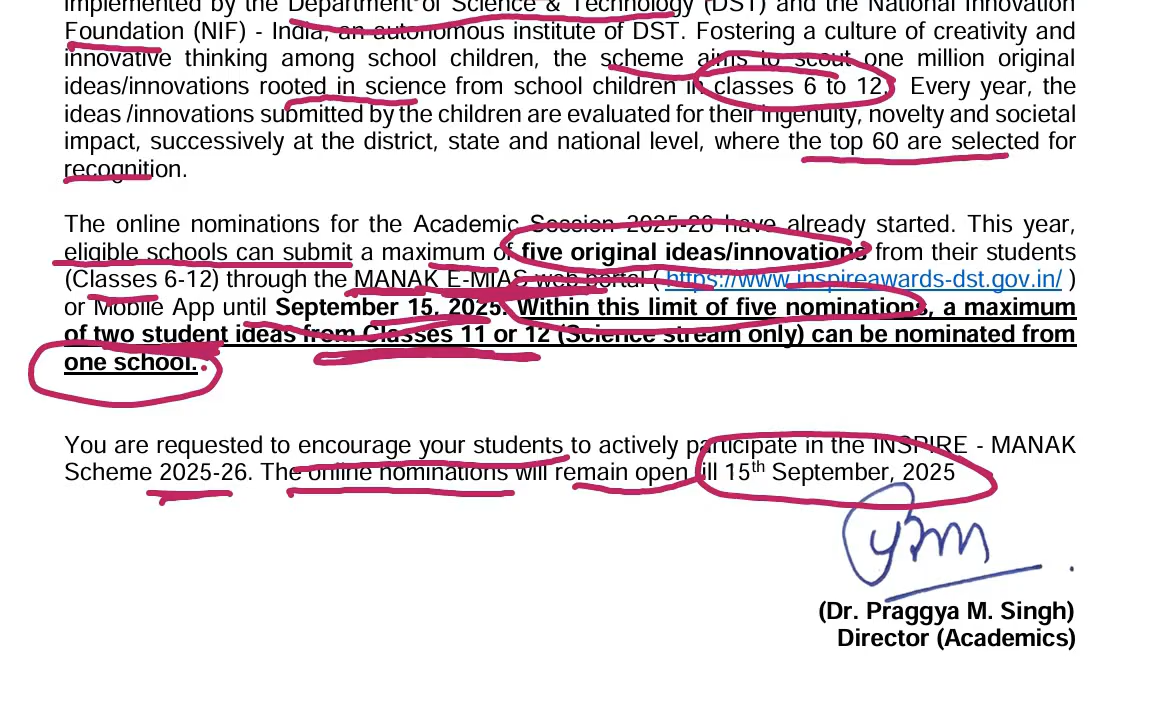 implemented by the Department of Science & Technology (DST) and the National Innovation
Foundation (NIF) - India, an autonomous institute of DST. Fostering a culture of creativity and
innovative thinking among school children, the scheme aims to scout one million original
ideas/innovations rooted in science from school children in classes 6 to 12. Every year, the
ideas /innovations submitted by the children are evaluated for their ingenuity, novelty and societal
impact, successively at the district, state and national level, where the top 60 are selected for
recognition.
The online nominations for the Academic Session 2025-26 have already started. This year,
eligible schools can submit a maximum of five original ideas/innovations from their students
(Classes 6-12) through the MANAK E-MIAS web portal ( https://www.inspireawards-dst.gov.in/ )
or Mobile App until September 15, 2025. Within this limit of five nominations, a maximum
of two student ideas from Classes 11 or 12 (Science stream only) can be nominated from
one school.
You are requested to encourage your students to actively participate in the INSPIRE - MANAK
Scheme 2025-26. The online nominations will remain open till 15th September, 2025
(Dr. Praggya M. Singh)
Director (Academics)